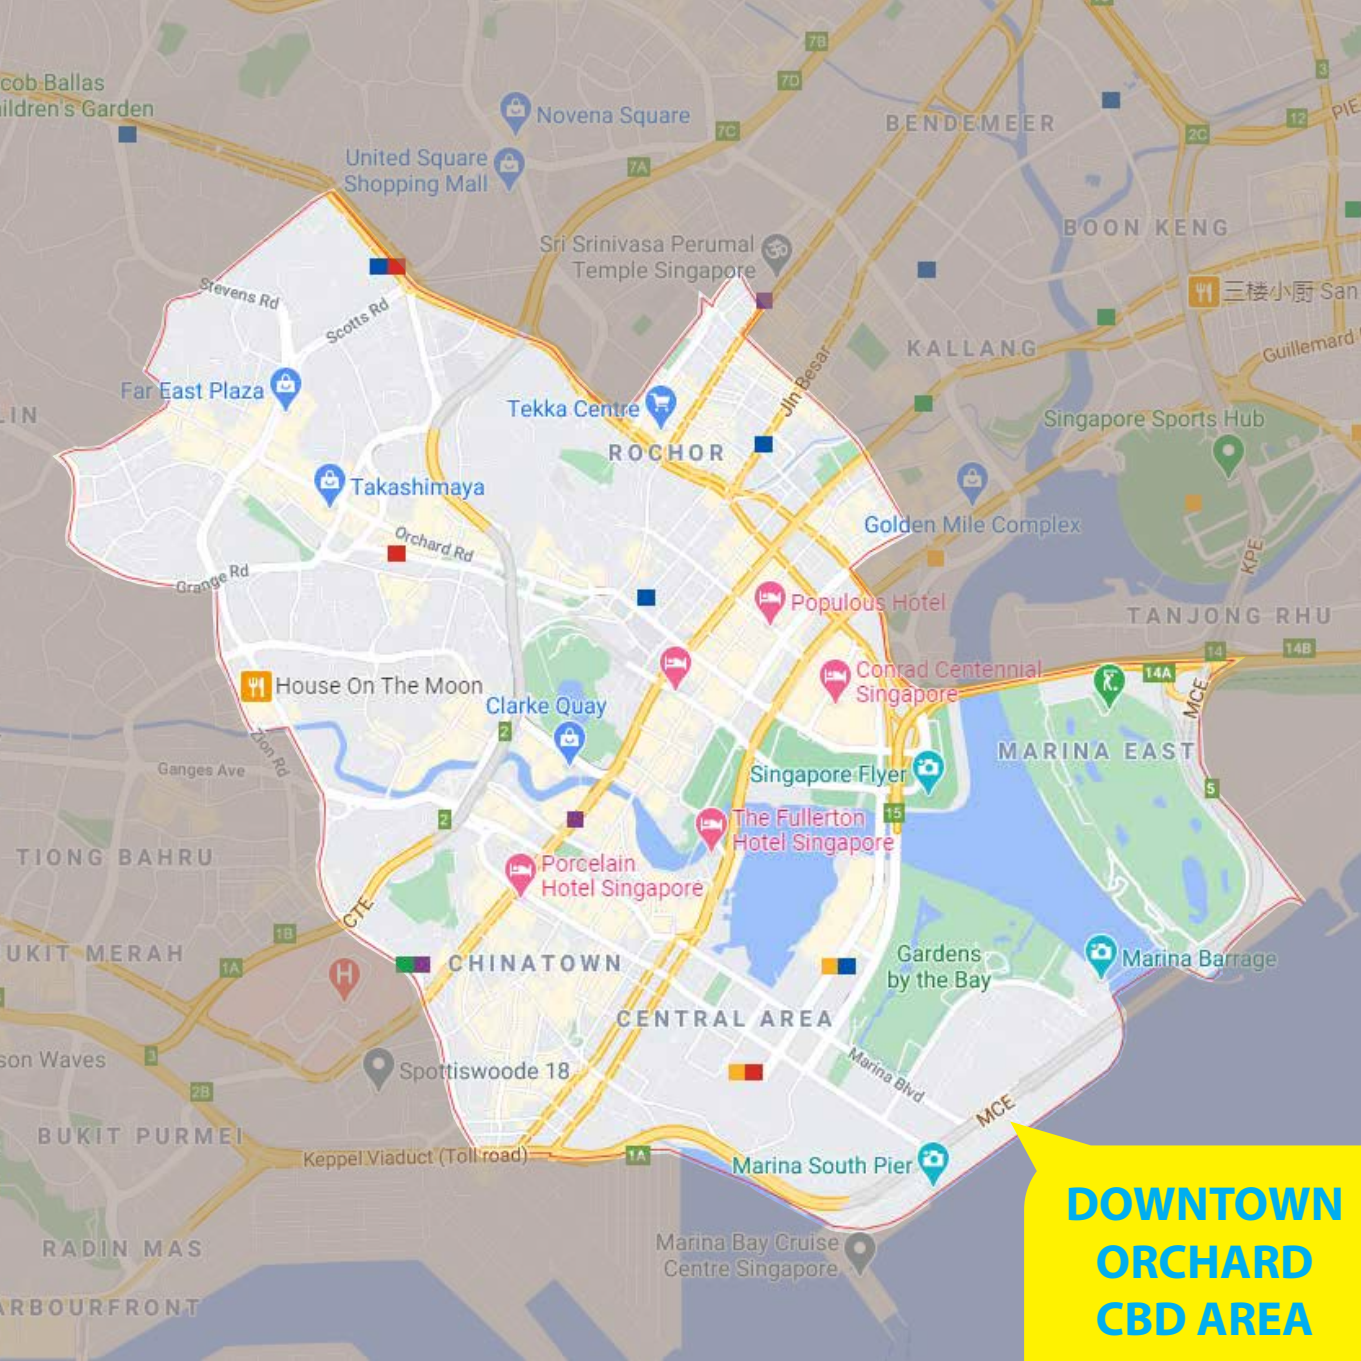 7B
cob Ballas
ildren's Garden
7D
3
Novena Square
BENDEMEER
12
PIE
7C
2C
United Square
Shopping Mall
7A
BOON KENG
Sri Srinivasa Perumal
Temple Singapore
Stevens Rd
Scotts Rd
三楼小厨 San
KALLANG
Guillemard
Jln Besar
Far East Plaza
LIN
Tekka Centre
Singapore Sports Hub
ROCHOR
Takashimaya
Golden Mile Complex
Orchard Rd
KPE
Grange Rd
Populous Hotel
TANJONG RHU
14
14B
14A
Conrad Centennial
Singapore
House On The Moon
MCE
Clarke Quay
2
Zion Rd
MARINA EAST
Ganges Ave
Singapore Flyer
5
2
15
The Fullerton
Hotel Singapore
TIONG BAHRU
Porcelain
Hotel Singapore
CTE
1B
UKIT MERAH
1A
H
CHINATOWN
Gardens
by the Bay
Marina Barrage
CENTRAL AREA
son Waves
3
Spottiswoode 18
Marina Blvd
2B
MCE
BUKIT PURMEI
Keppel Viaduct (Toll road)
1A
Marina South Pier
DOWNTOWN
ORCHARD
CBD AREA
RADIN MAS
Marina Bay Cruise
Centre Singapore
ARBOURFRONT